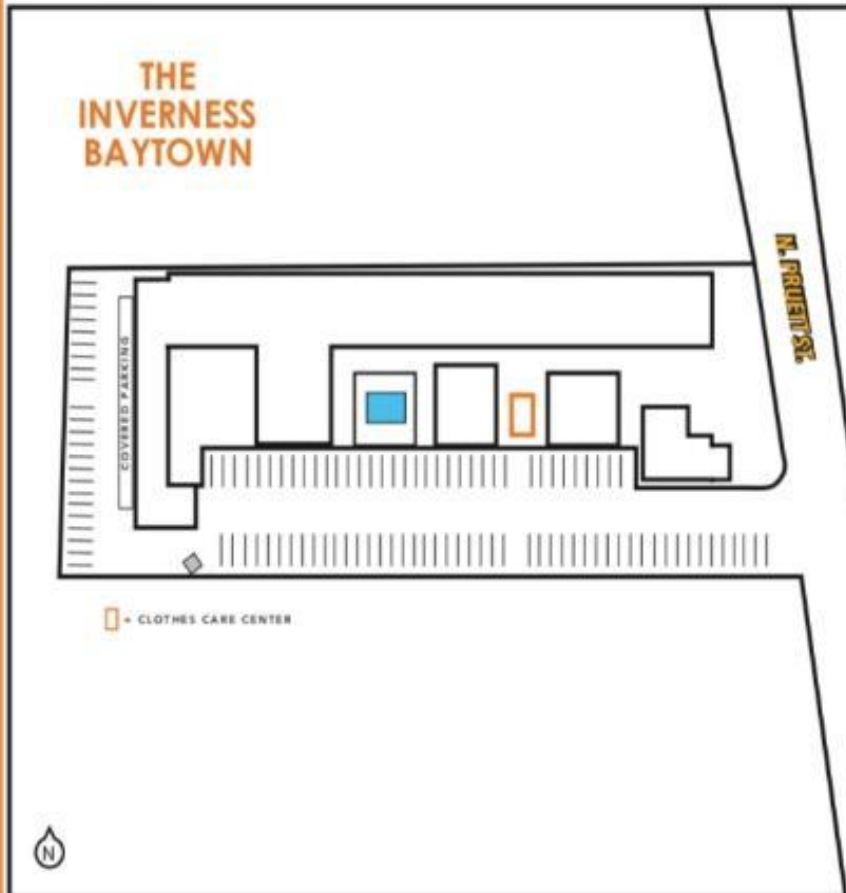 THE
INVERNESS
BAYTOWN
N. PRUETT ST.
COVERED PARKING
= CLOTHES CARE CENTER
N